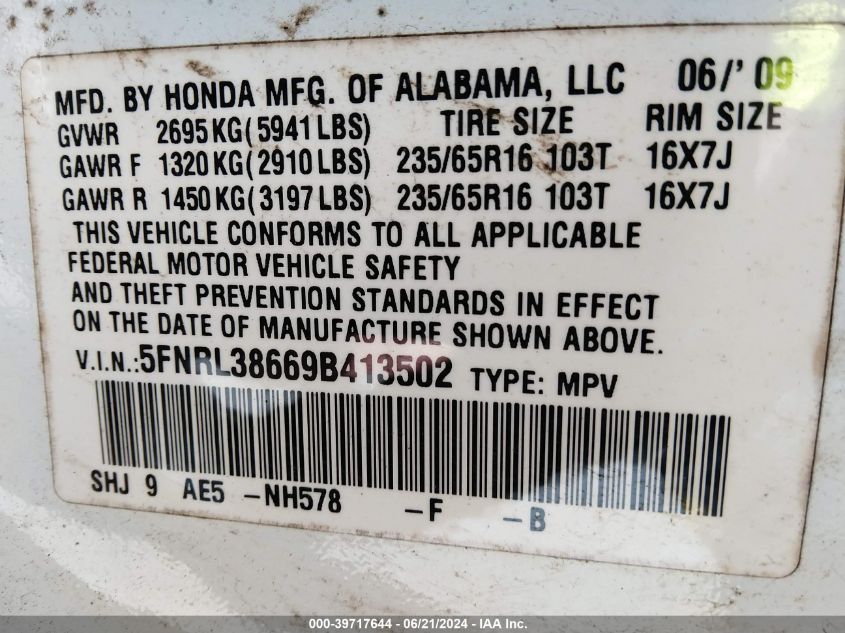 MFD. BY HONDA MFG. OF ALABAMA, LLC 06/'09
GVWR 2695KG(5941LBS) TIRE SIZE RIM SIZE
GAWR F 1320KG(2910LBS) 235/65R16 103T 16X7J
GAWR R 1450KG(3197LBS) 235/65R16 103T 16X7J
THIS VEHICLE CONFORMS TO ALL APPLICABLE
FEDERAL MOTOR VEHICLE SAFETY
AND THEFT PREVENTION STANDARDS IN EFFECT
ON THE DATE OF MANUFACTURE SHOWN ABOVE.
V.I.N.:5FNRL38669B413502 TYPE: MPV
SHJ 9 AE5 -NH578 -F -B
000-39717644 - 06/21/2024 - IAA Inc.